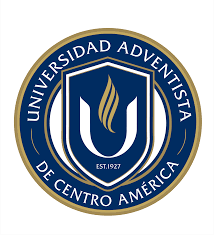 UNIVERSIDAD ADVENTISTA
U
EST.1927
DE CENTRO AMÉRICA